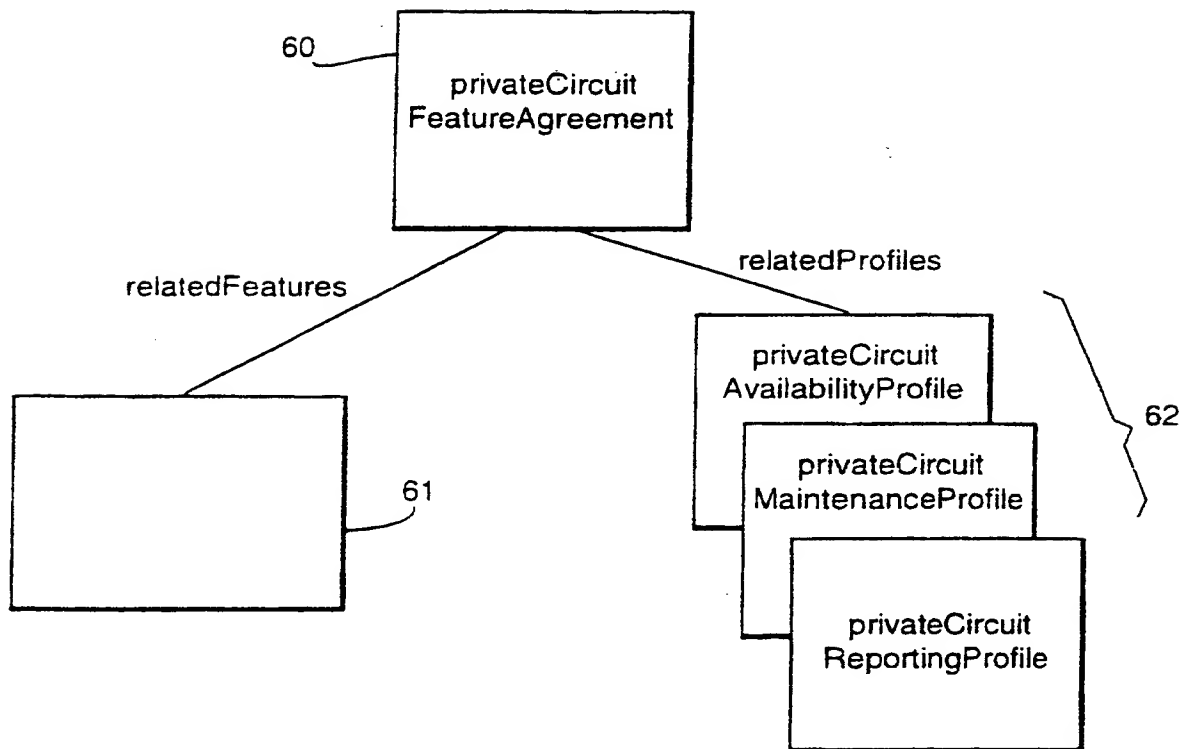 60
privateCircuit
FeatureAgreement
relatedFeatures
relatedProfiles
privateCircuit
AvailabilityProfile
62
privateCircuit
MaintenanceProfile
61
privateCircuit
ReportingProfile